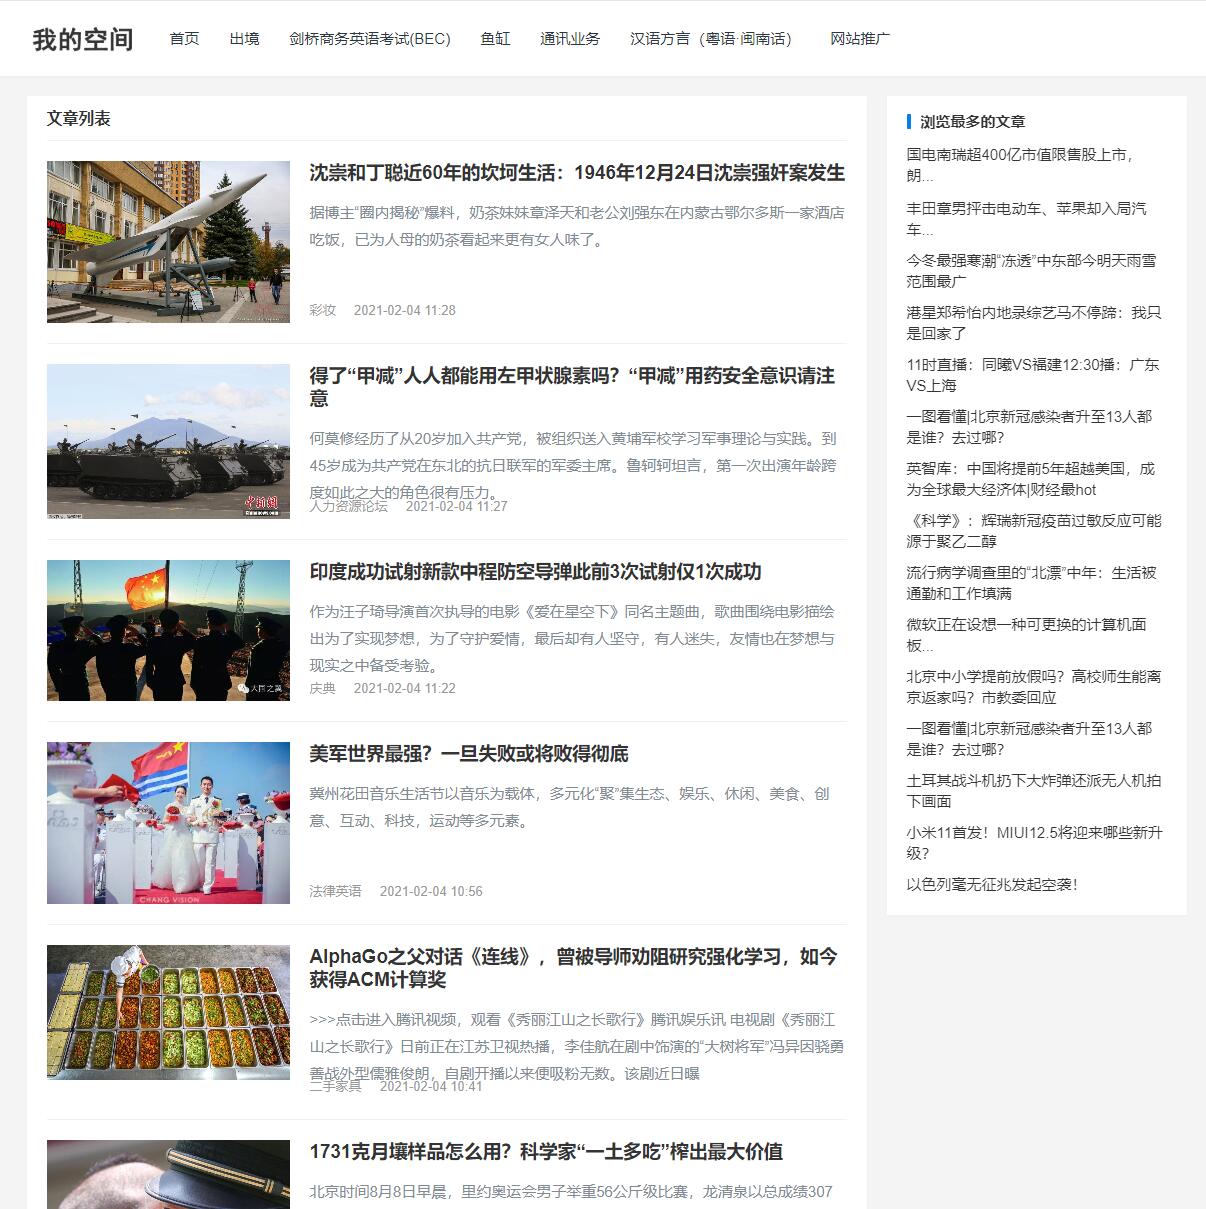 我的空间
首页
出境
剑桥商务英语考试(BEC)
鱼缸
通讯业务
汉语方言（粤语·闽南话）
网站推广
文章列表
沈崇和丁聪近60年的坎坷生活：1946年12月24日沈崇强奸案发生
据博主“圈内揭秘”爆料，奶茶妹妹章泽天和老公刘强东在内蒙古鄂尔多斯一家酒店
吃饭，已为人母的奶茶看起来更有女人味了。
彩妆 2021-02-04 11:28
得了“甲减”人人都能用左甲状腺素吗？“甲减”用药安全意识请注
意
何莫修经历了从20岁加入共产党，被组织送入黄埔军校学习军事理论与实践。到
45岁成为共产党在东北的抗日联军的军委主席。鲁轲轲坦言，第一次出演年龄跨
度如此之大的角色很有压力。
人力资源论坛 2021-02-04 11:27
中新网
印度成功试射新款中程防空导弹此前3次试射仅1次成功
作为汪子琦导演首次执导的电影《爱在星空下》同名主题曲，歌曲围绕电影描绘
出为了实现梦想，为了守护爱情，最后却有人坚守，有人迷失，友情也在梦想与
现实之中备受考验。
庆典 2021-02-04 11:22
大国之翼
美军世界最强？一旦失败或将败得彻底
冀州花田音乐生活节以音乐为载体，多元化“聚”集生态、娱乐、休闲、美食、创
意、互动、科技，运动等多元素。
法律英语 2021-02-04 10:56
CHANG VISION
AlphaGo之父对话《连线》，曾被导师劝阻研究强化学习，如今
获得ACM计算奖
>>>点击进入腾讯视频，观看《秀丽江山之长歌行》腾讯娱乐讯 电视剧《秀丽江
山之长歌行》日前正在江苏卫视热播，李佳航在剧中饰演的“大树将军”冯异因骁勇
善战外型儒雅俊朗，自剧开播以来便吸粉无数。该剧近日曝
二手家具 2021-02-04 10:41
1731克月壤样品怎么用？科学家“一土多吃”榨出最大价值
北京时间8月8日早晨，里约奥运会男子举重56公斤级比赛，龙清泉以总成绩307
浏览最多的文章
国电南瑞超400亿市值限售股上市，
朗...
丰田章男抨击电动车、苹果却入局汽
车...
今冬最强寒潮“冻透”中东部今明天雨雪
范围最广
港星郑希怡内地录综艺马不停蹄：我只
是回家了
11时直播：同曦VS福建12:30播：广东
VS上海
一图看懂|北京新冠感染者升至13人都
是谁？去过哪？
英智库：中国将提前5年超越美国，成
为全球最大经济体|财经最hot
《科学》：辉瑞新冠疫苗过敏反应可能
源于聚乙二醇
流行病学调查里的“北漂”中年：生活被
通勤和工作填满
微软正在设想一种可更换的计算机面
板...
北京中小学提前放假吗？高校师生能离
京返家吗？市教委回应
一图看懂|北京新冠感染者升至13人都
是谁？去过哪？
土耳其战斗机扔下大炸弹还派无人机拍
下画面
小米11首发！MIUI12.5将迎来哪些新升
级？
以色列毫无征兆发起空袭！